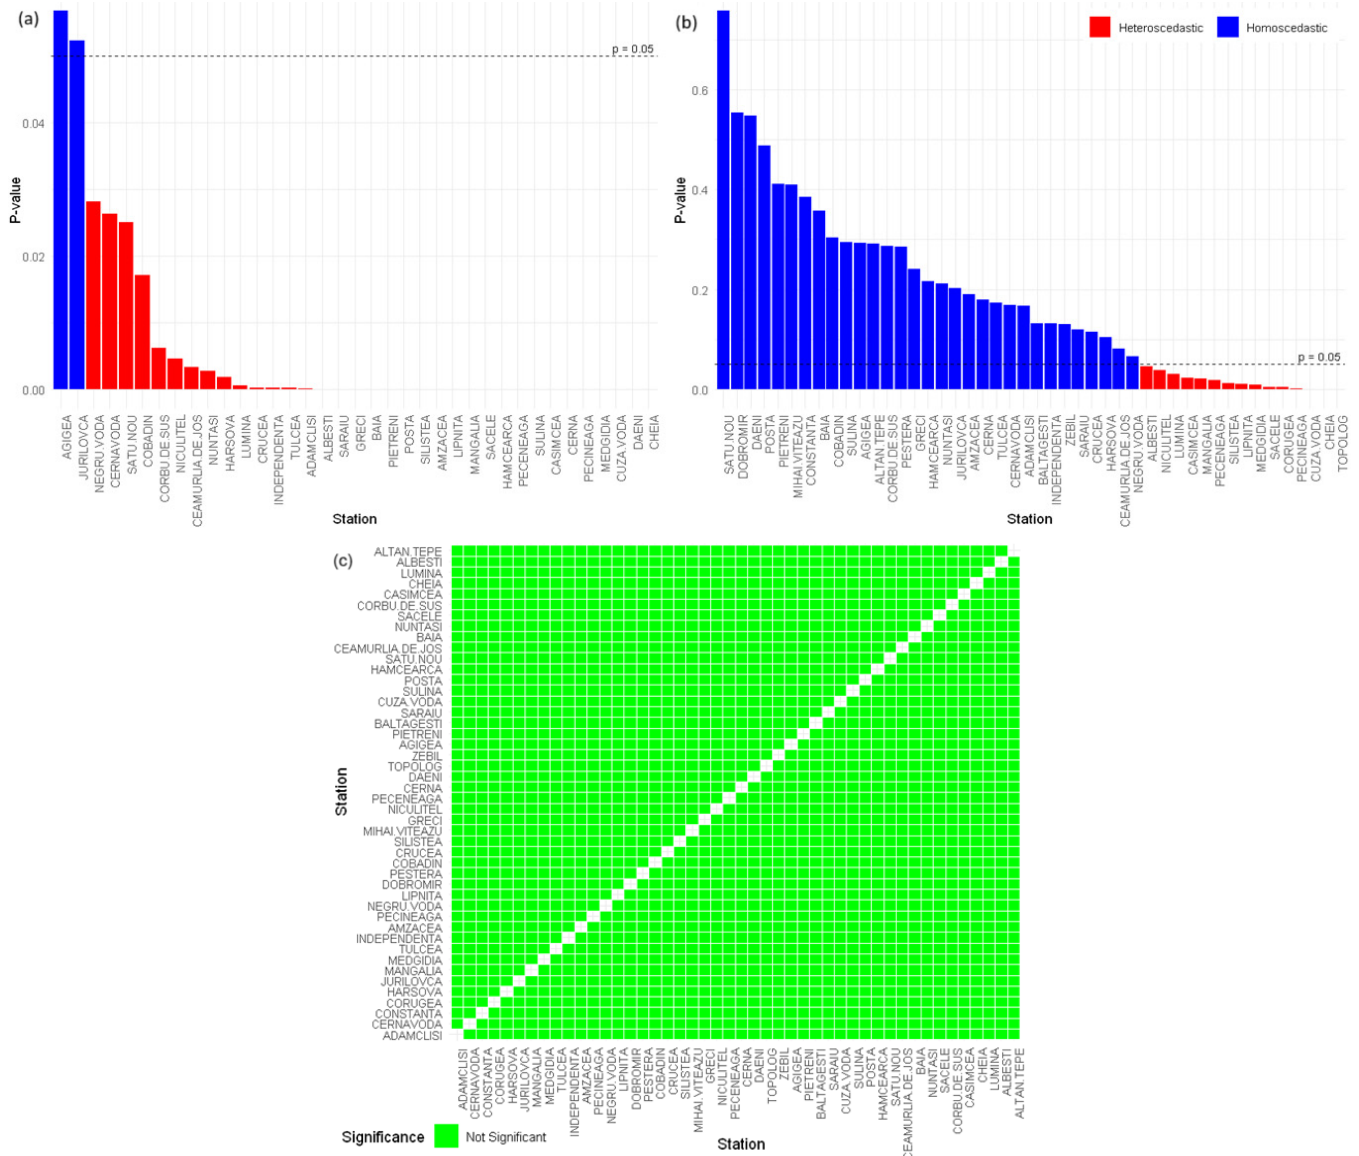 (a)
p = 0.05
0.04
0.02
0.00
P-value
AGIGEA
JURILOVCA
NEGRU.VODA
CERNAVODA
SATU.NOU
COBADIN
CORBU.DE.SUS
NICULITEL
CEAMURLIA.DE.JOS
NUNTASI
HARSOVA
LUMINA
CRUCEA
INDEPENDENTA
TULCEA
ADAMCLISI
ALBESTI
SARAIU
GRECI
BAIA
PIETRENI
POSTA
SILISTEA
AMZACEA
LIPNITA
MANGALIA
SACELE
HAMCEARCA
PECENEAGA
SULINA
CASIMCEA
CERNA
PECINEAGA
MEDGIDIA
CUZA.VODA
DAENI
CHEIA
Station
(b)
Heteroscedastic
Homoscedastic
0.6
0.4
0.2
0.0
p = 0.05
P-value
SATU.NOU
DOBROMIR
DAENI
POSTA
PIETRENI
MIHAI.VITEAZU
CONSTANTA
BAIA
COBADIN
SULINA
AGIGEA
ALTAN.TEPE
CORBU.DE.SUS
PESTERA
GRECI
HAMCEARCA
NUNTASI
JURILOVCA
AMZACEA
CERNA
TULCEA
CERNAVODA
ADAMCLISI
BALTAGESTI
INDEPENDENTA
ZEBIL
SARAIU
CRUCEA
HARSOVA
CEAMURLIA.DE.JOS
NEGRU.VODA
ALBESTI
NICULITEL
LUMINA
CASIMCEA
MANGALIA
PECENEAGA
SILISTEA
LIPNITA
MEDGIDIA
SACELE
CORUGEA
PECINEAGA
CUZA.VODA
CHEIA
TOPOLOG
Station
(c)
ALTAN.TEPE
ALBESTI
LUMINA
CHEIA
CASIMCEA
CORBU.DE.SUS
SACELE
NUNTASI
BAIA
CEAMURLIA.DE.JOS
SATU.NOU
HAMCEARCA
POSTA
SULINA
CUZA.VODA
SARAIU
BALTAGESTI
PIETRENI
AGIGEA
ZEBIL
TOPOLOG
DAENI
CERNA
PECENEAGA
NICULITEL
GRECI
MIHAI.VITEAZU
SILISTEA
CRUCEA
COBADIN
PESTERA
DOBROMIR
LIPNITA
NEGRU.VODA
PECINEAGA
AMZACEA
INDEPENDENTA
TULCEA
MEDGIDIA
MANGALIA
JURILOVCA
HARSOVA
CORUGEA
CONSTANTA
CERNAVODA
ADAMCLISI
Station
ADAMCLISI
CERNAVODA
CONSTANTA
CORUGEA
HARSOVA
JURILOVCA
MANGALIA
MEDGIDIA
TULCEA
INDEPENDENTA
AMZACEA
PECINEAGA
NEGRU.VODA
LIPNITA
DOBROMIR
PESTERA
COBADIN
CRUCEA
SILISTEA
MIHAI.VITEAZU
GRECI
NICULITEL
PECENEAGA
CERNA
DAENI
TOPOLOG
ZEBIL
AGIGEA
PIETRENI
BALTAGESTI
SARAIU
CUZA.VODA
SULINA
POSTA
HAMCEARCA
SATU.NOU
CEAMURLIA.DE.JOS
BAIA
NUNTASI
SACELE
CORBU.DE.SUS
CASIMCEA
CHEIA
LUMINA
ALBESTI
ALTAN.TEPE
Station
Significance
Not Significant